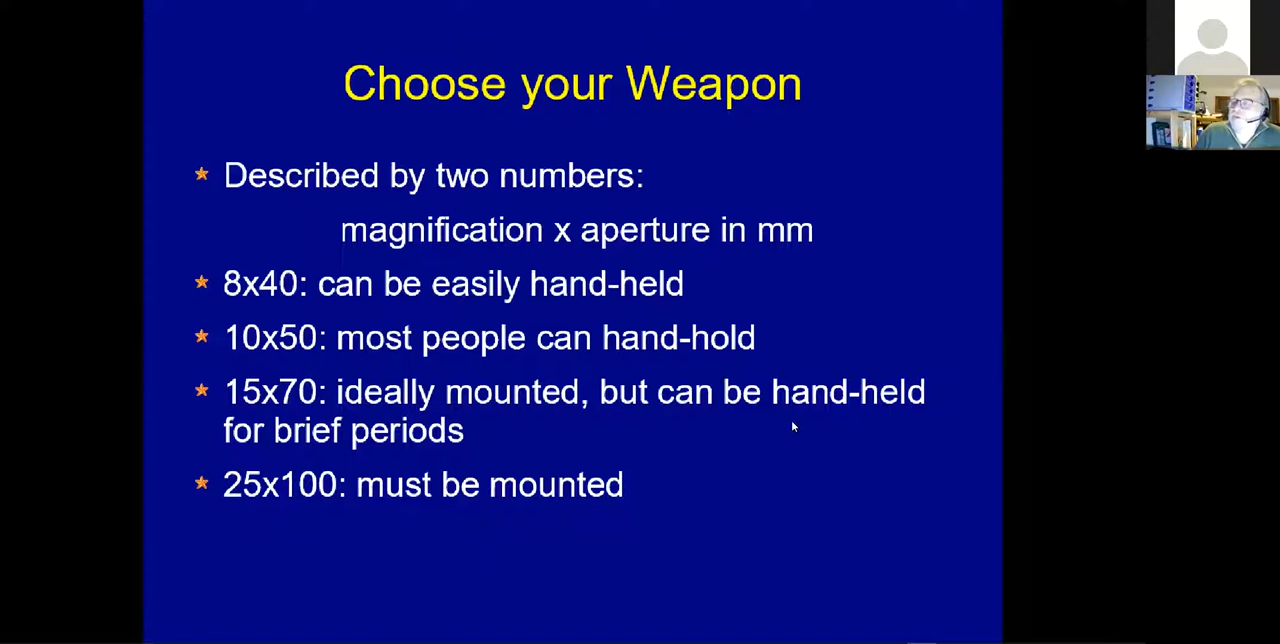 Choose your Weapon
Described by two numbers:
magnification x aperture in mm
8x40: can be easily hand-held
10x50: most people can hand-hold
15x70: ideally mounted, but can be hand-held
for brief periods
25x100: must be mounted